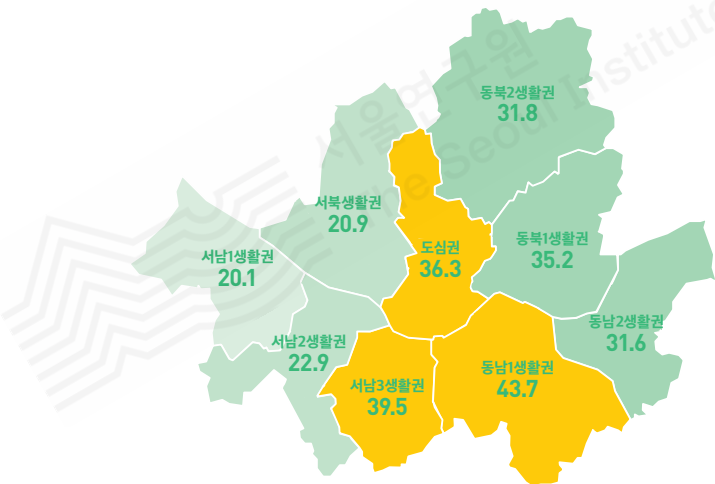 서울연구원
The Seoul Institute
동북2생활권
31.8
서북생활권
20.9
도심권
36.3
동북1생활권
35.2
서남1생활권
20.1
동남2생활권
31.6
서남2생활권
22.9
서남3생활권
39.5
동남1생활권
43.7